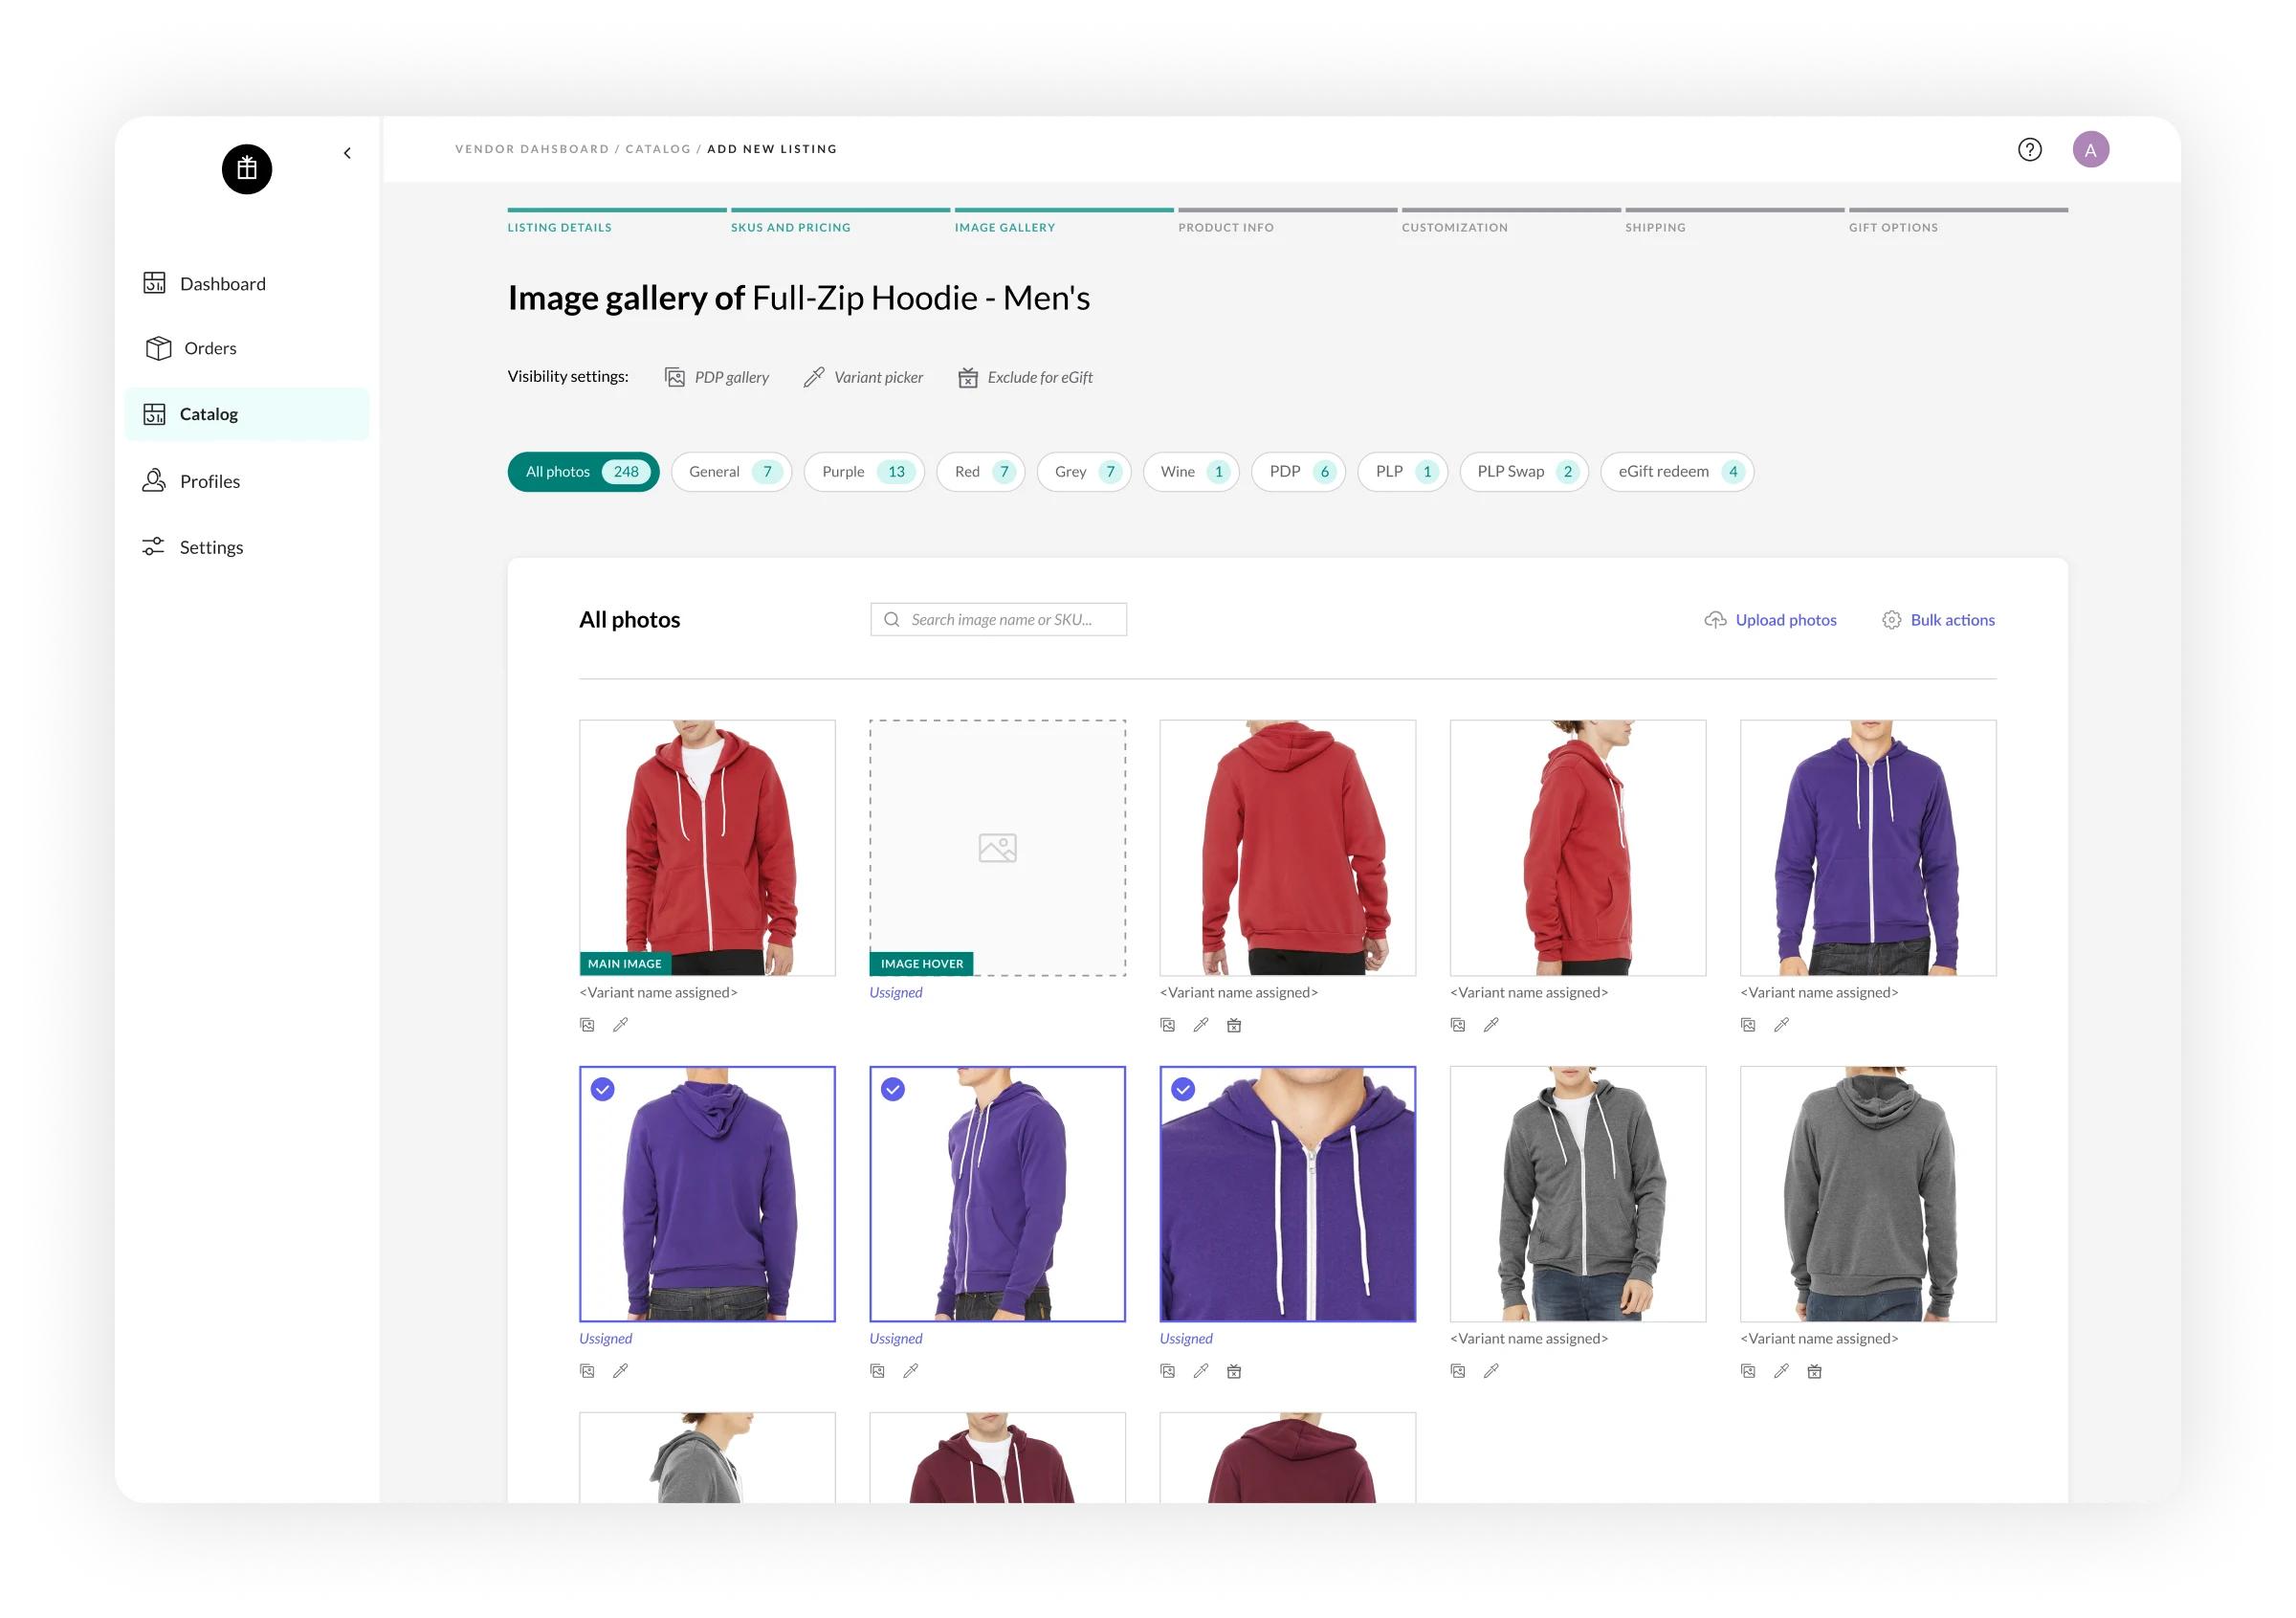 VENDOR DAHSBOARD / CATALOG / ADD NEW LISTING
A
Dashboard
Orders
Catalog
Profiles
Settings
LISTING DETAILS
SKUS AND PRICING
IMAGE GALLERY
PRODUCT INFO
CUSTOMIZATION
SHIPPING
GIFT OPTIONS
Image gallery of Full-Zip Hoodie - Men's
Visibility settings:
PDP gallery
Variant picker
Exclude for eGift
All photos 248
General 7
Purple 13
Red 7
Grey 7
Wine 1
PDP 6
PLP 1
PLP Swap 2
eGift redeem 4
All photos
Search image name or SKU...
Upload photos
Bulk actions
MAIN IMAGE
IMAGE HOVER
<Variant name assigned>
Ussigned
<Variant name assigned>
<Variant name assigned>
<Variant name assigned>
Ussigned
Ussigned
Ussigned
<Variant name assigned>
<Variant name assigned>